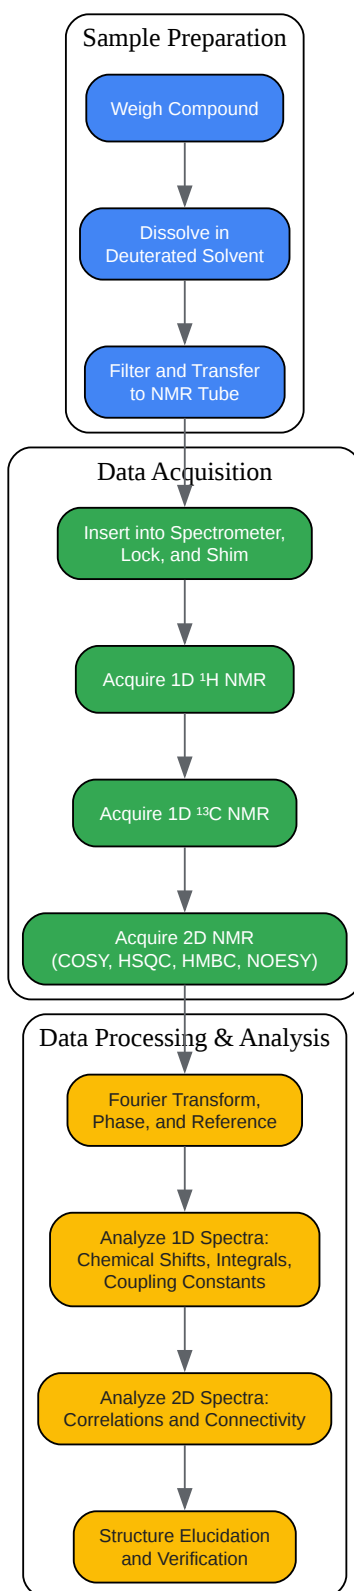 Sample Preparation
Weigh Compound
Dissolve in
Deuterated Solvent
Filter and Transfer
to NMR Tube
Data Acquisition
Insert into Spectrometer,
Lock, and Shim
Acquire 1D ¹H NMR
Acquire 1D ¹³C NMR
Acquire 2D NMR
(COSY, HSQC, HMBC, NOESY)
Data Processing & Analysis
Fourier Transform,
Phase, and Reference
Analyze 1D Spectra:
Chemical Shifts, Integrals,
Coupling Constants
Analyze 2D Spectra:
Correlations and Connectivity
Structure Elucidation
and Verification